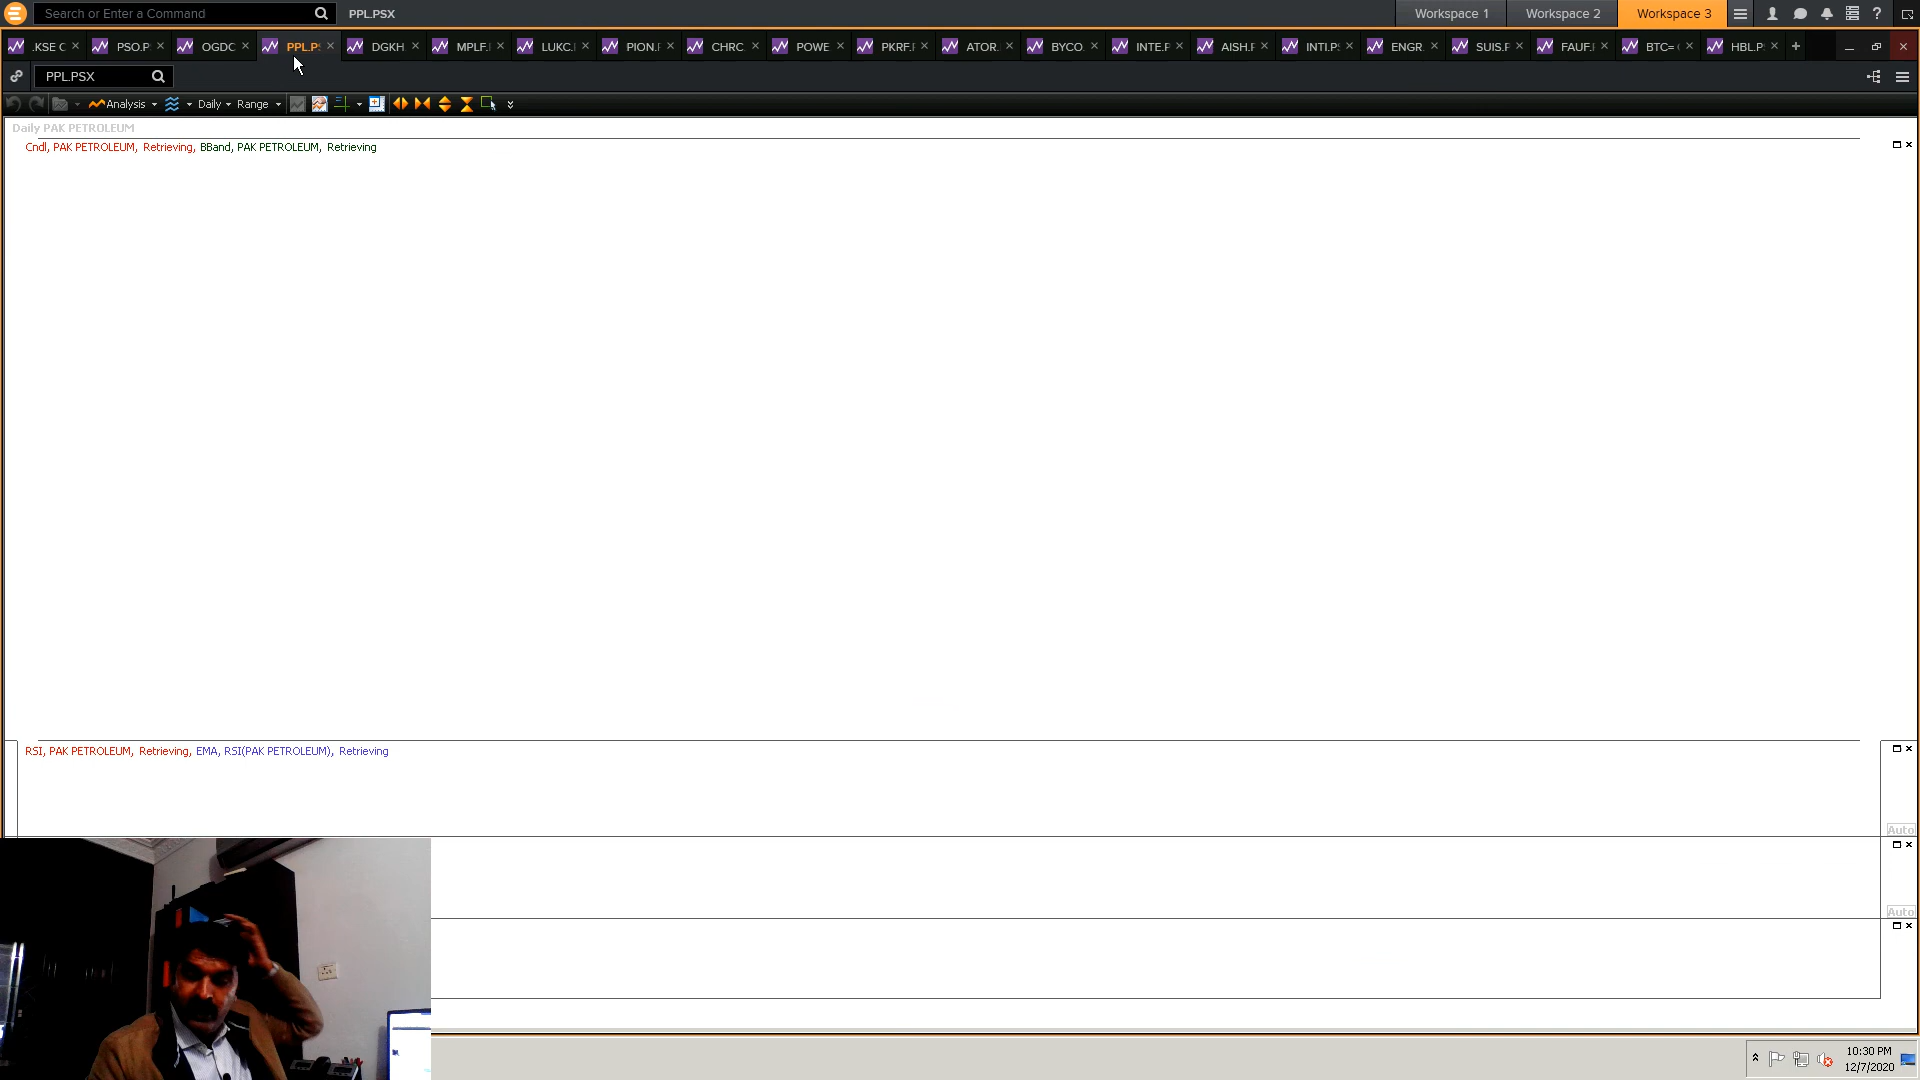 Search or Enter a Command
PPL.PSX
Workspace 1
Workspace 2
Workspace 3
.KSE C
PSO.P
OGDC
PPL.P
DGKH
MPLF.
LUKC.
PION.
CHRC
POWE
PKRF.F
ATOR.
BYCO.
INTE.P
AISH.F
INTI.P
ENGR
SUIS.F
FAUF.F
BTC=
HBL.P
PPL.PSX
Analysis
Daily
Range
Daily PAK PETROLEUM
Cndl, PAK PETROLEUM, Retrieving, BBand, PAK PETROLEUM, Retrieving
RSI, PAK PETROLEUM, Retrieving, EMA, RSI(PAK PETROLEUM), Retrieving
Auto
Auto
10:30 PM
12/7/2020